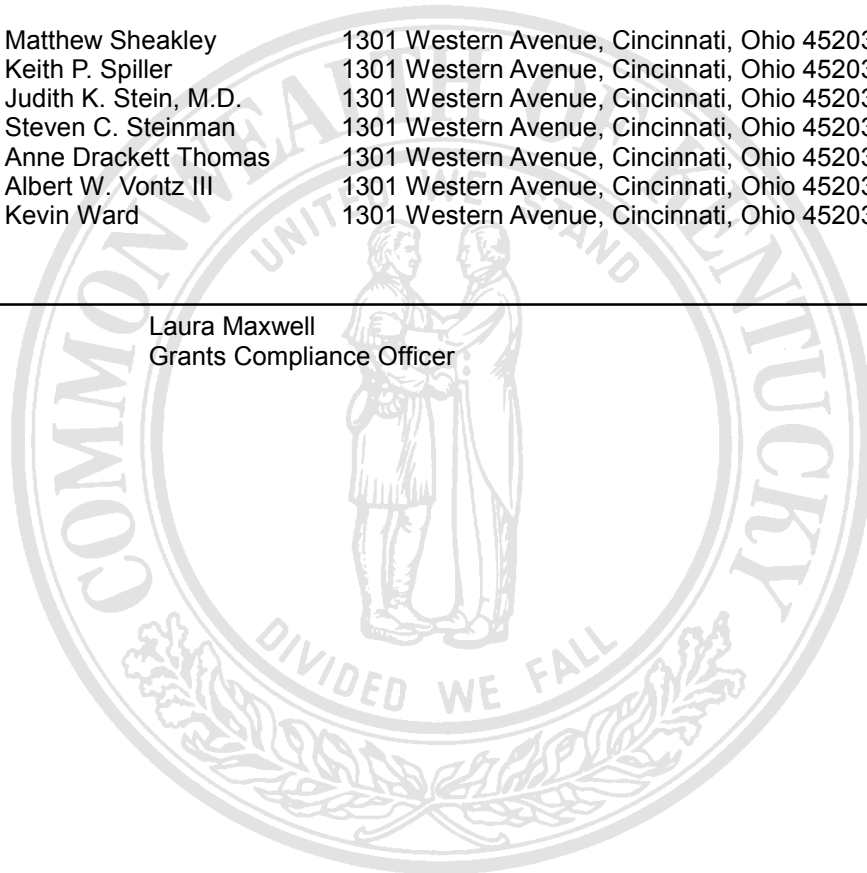 Matthew Sheakley 1301 Western Avenue, Cincinnati, Ohio 45203
Keith P. Spiller 1301 Western Avenue, Cincinnati, Ohio 45203
Judith K. Stein, M.D. 1301 Western Avenue, Cincinnati, Ohio 45203
Steven C. Steinman 1301 Western Avenue, Cincinnati, Ohio 45203
Anne Drackett Thomas 1301 Western Avenue, Cincinnati, Ohio 45203
Albert W. Vontz III 1301 Western Avenue, Cincinnati, Ohio 45203
Kevin Ward 1301 Western Avenue, Cincinnati, Ohio 45203
Laura Maxwell
Grants Compliance Officer
COMMONWEALTH OF KENTUCKY
UNITED WE STAND
DIVIDED WE FALL